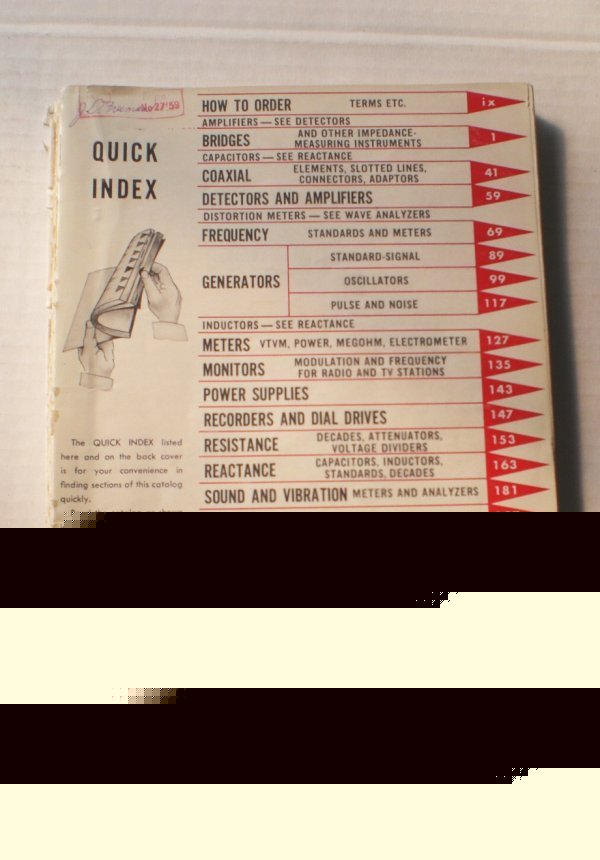 No 27'59
HOW TO ORDER TERMS ETC. ix
AMPLIFIERS — SEE DETECTORS
BRIDGES AND OTHER IMPEDANCE-
MEASURING INSTRUMENTS 1
CAPACITORS — SEE REACTANCE
COAXIAL ELEMENTS, SLOTTED LINES,
CONNECTORS, ADAPTORS 41
DETECTORS AND AMPLIFIERS 59
DISTORTION METERS — SEE WAVE ANALYZERS
FREQUENCY STANDARDS AND METERS 69
GENERATORS
STANDARD-SIGNAL 89
OSCILLATORS 99
PULSE AND NOISE 117
INDUCTORS — SEE REACTANCE
METERS VTVM, POWER, MEGOHM, ELECTROMETER 127
MONITORS MODULATION AND FREQUENCY
FOR RADIO AND TV STATIONS 135
POWER SUPPLIES 143
RECORDERS AND DIAL DRIVES 147
RESISTANCE DECADES, ATTENUATORS,
VOLTAGE DIVIDERS 153
REACTANCE CAPACITORS, INDUCTORS,
STANDARDS, DECADES 163
SOUND AND VIBRATION METERS AND ANALYZERS 181
QUICK
INDEX
The QUICK INDEX listed
here and on the back cover
is for your convenience in
finding sections of this catalog
quickly.